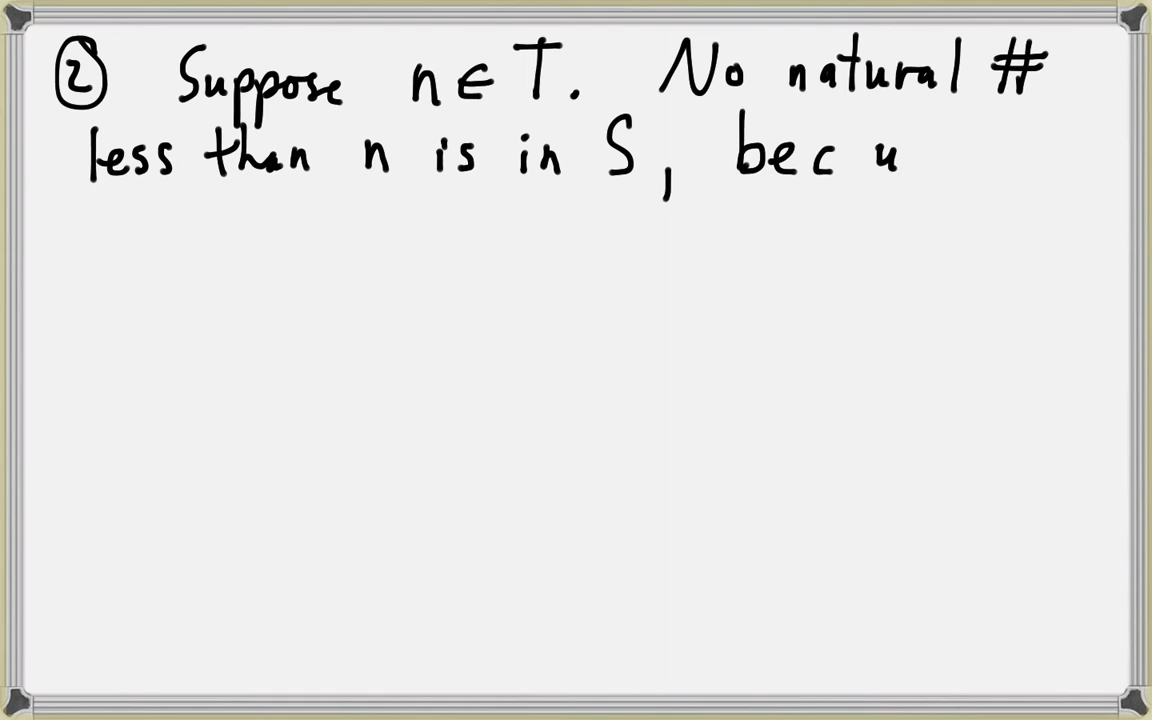 ② Suppose n ∈ T. No natural #
less than n is in S, bec u